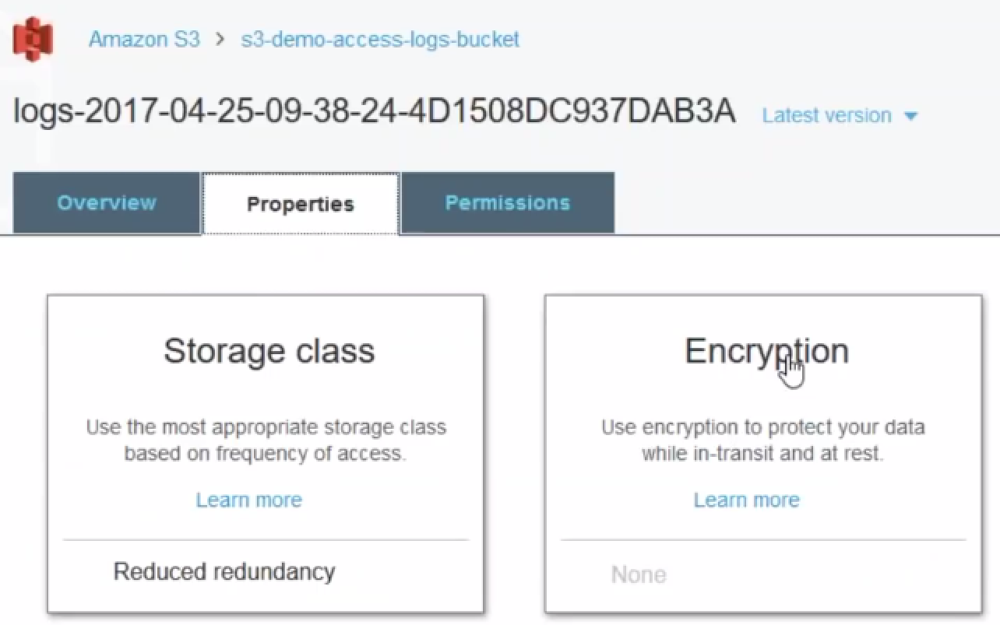 Amazon S3 > s3-demo-access-logs-bucket
logs-2017-04-25-09-38-24-4D1508DC937DAB3A Latest version
Overview Properties Permissions
Storage class
Use the most appropriate storage class
based on frequency of access.
Learn more
Reduced redundancy
Encryption
Use encryption to protect your data
while in-transit and at rest.
Learn more
None